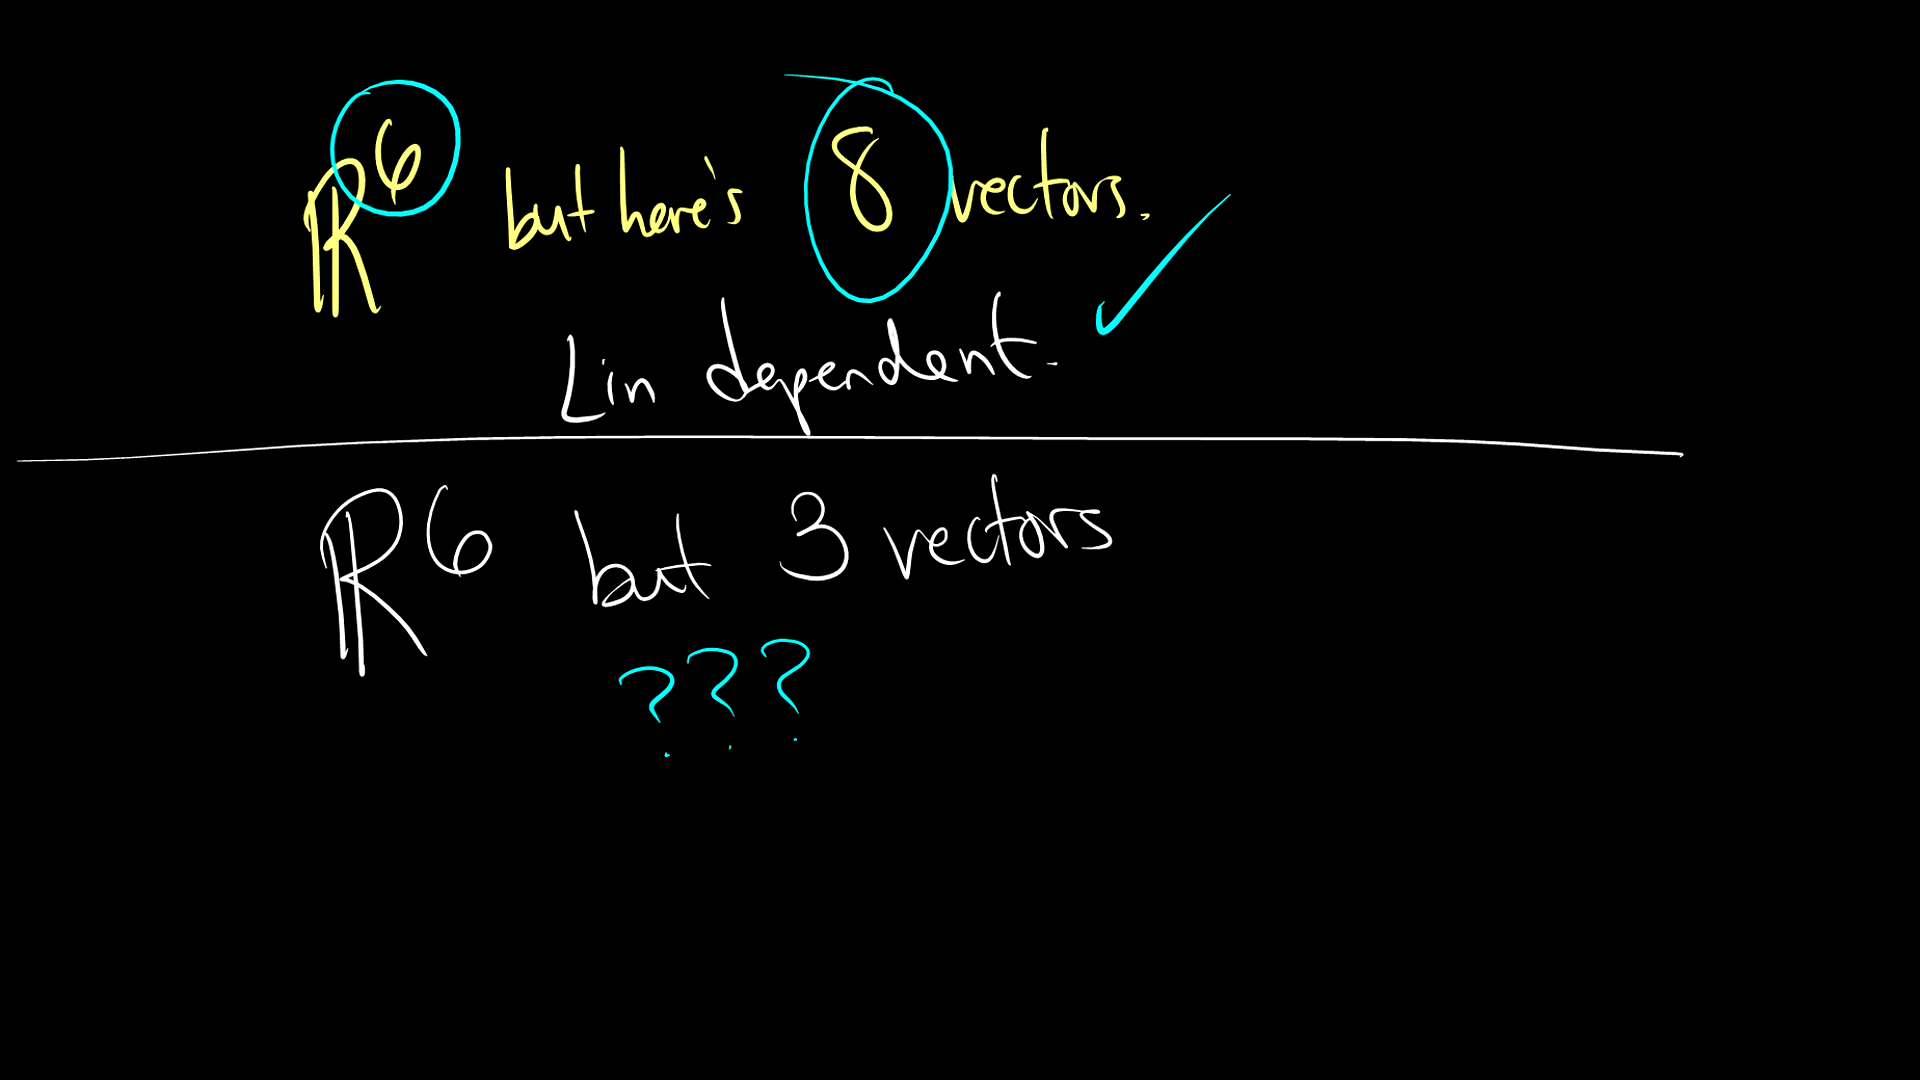 ℝ⁶ but here's 8 vectors.
Lin dependent.
ℝ⁶ but 3 vectors
???